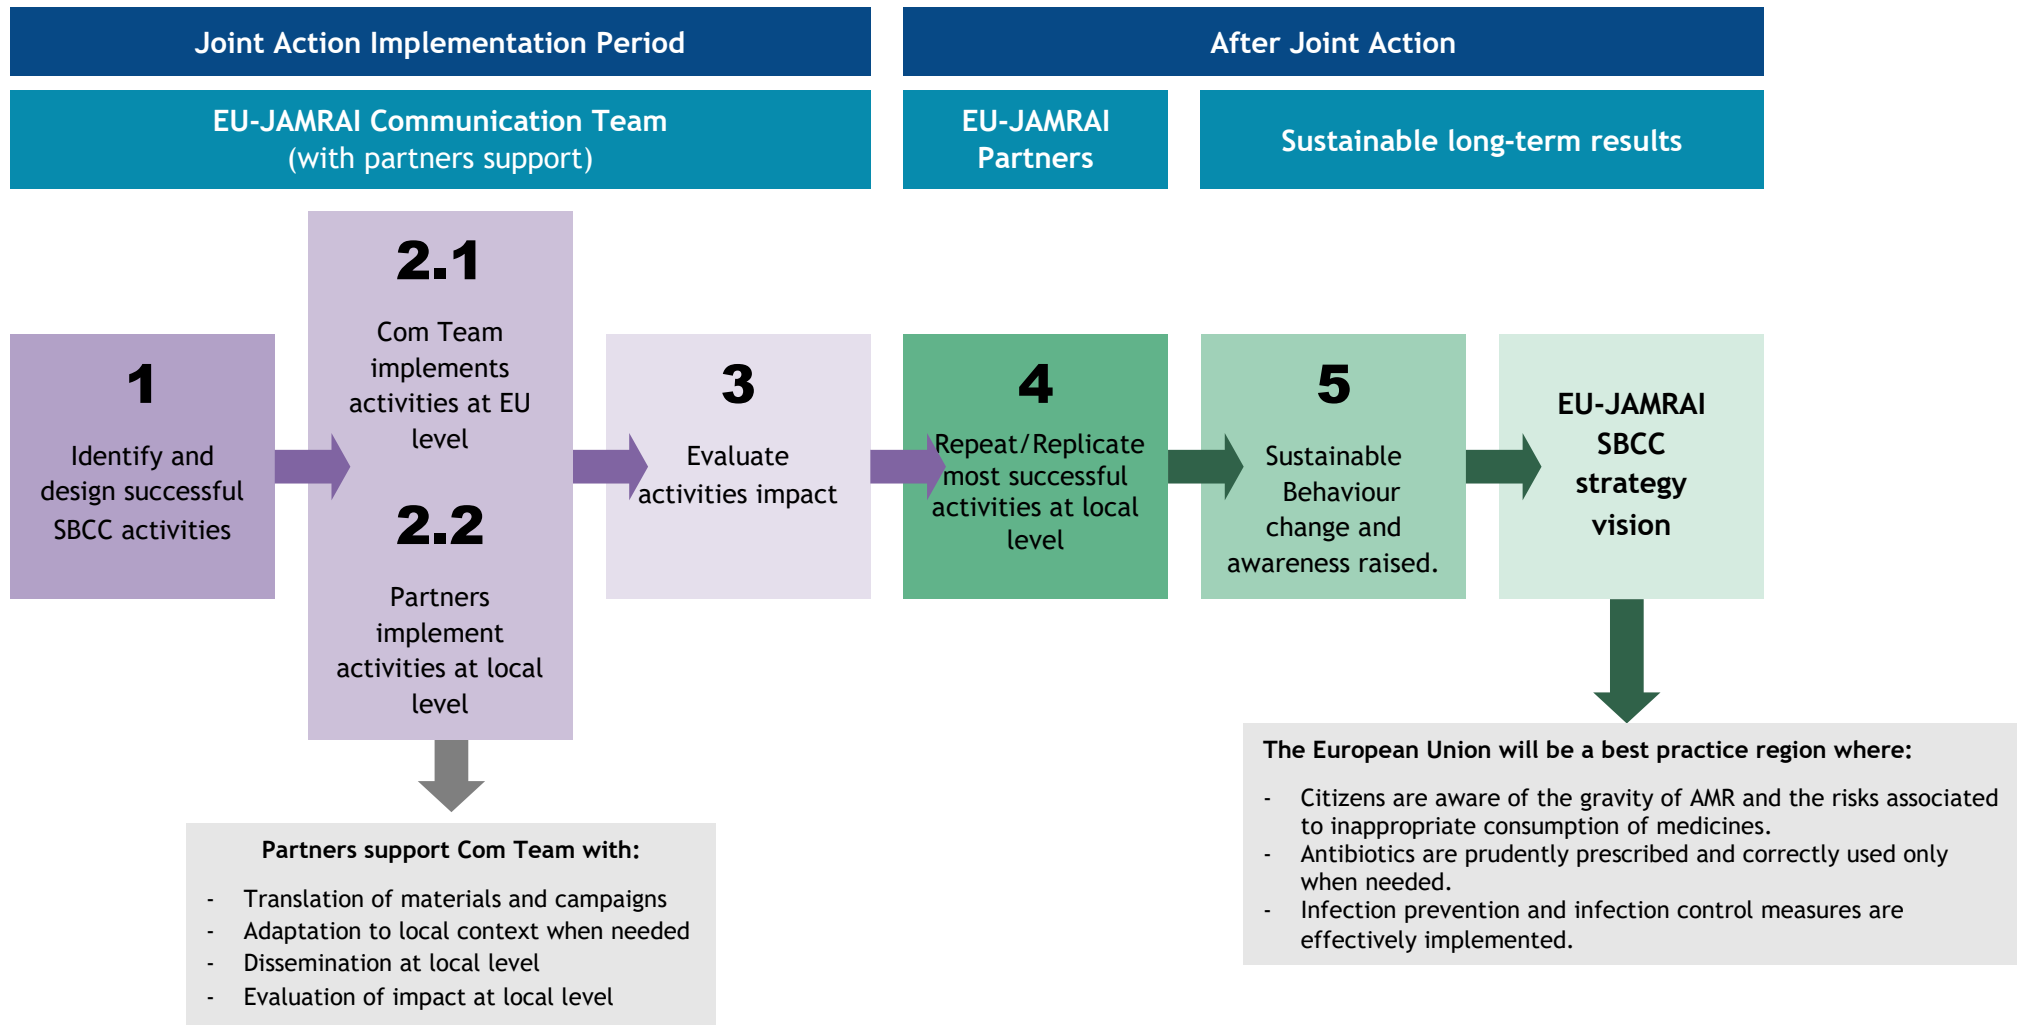 Joint Action Implementation Period
After Joint Action
EU-JAMRAI Communication Team
(with partners support)
EU-JAMRAI
Partners
Sustainable long-term results
1
Identify and
design successful
SBCC activities
2.1
Com Team
implements
activities at EU
level
2.2
Partners
implement
activities at local
level
3
Evaluate
activities impact
4
Repeat/Replicate
most successful
activities at local
level
5
Sustainable
Behaviour
change and
awareness raised.
EU-JAMRAI
SBCC
strategy
vision
Partners support Com Team with:
- Translation of materials and campaigns
- Adaptation to local context when needed
- Dissemination at local level
- Evaluation of impact at local level
The European Union will be a best practice region where:
- Citizens are aware of the gravity of AMR and the risks associated
to inappropriate consumption of medicines.
- Antibiotics are prudently prescribed and correctly used only
when needed.
- Infection prevention and infection control measures are
effectively implemented.